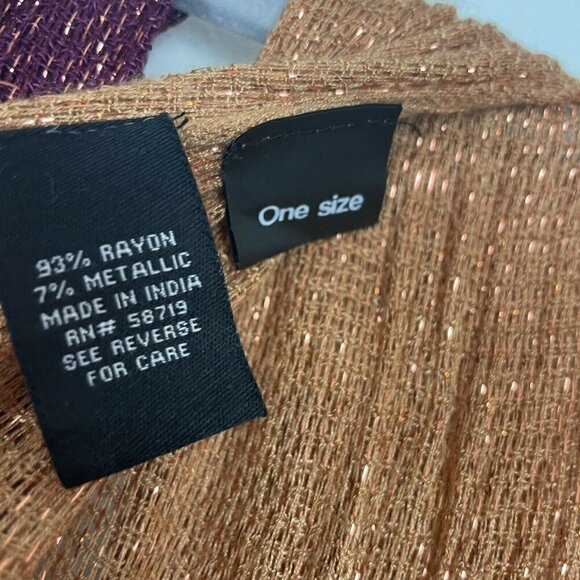 93% RAYON
7% METALLIC
MADE IN INDIA
RN# 58719
SEE REVERSE
FOR CARE
One size